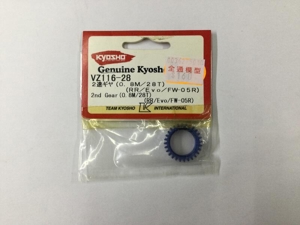 KYOSHO
Genuine Kyosho
VZ116-28
2速ギヤ(0.8M/28T)
(RR/Evo/FW-05R)
2nd Gear(0.8M/28T)
(RR/Evo/FW-05R)
TEAM KYOSHO INTERNATIONAL